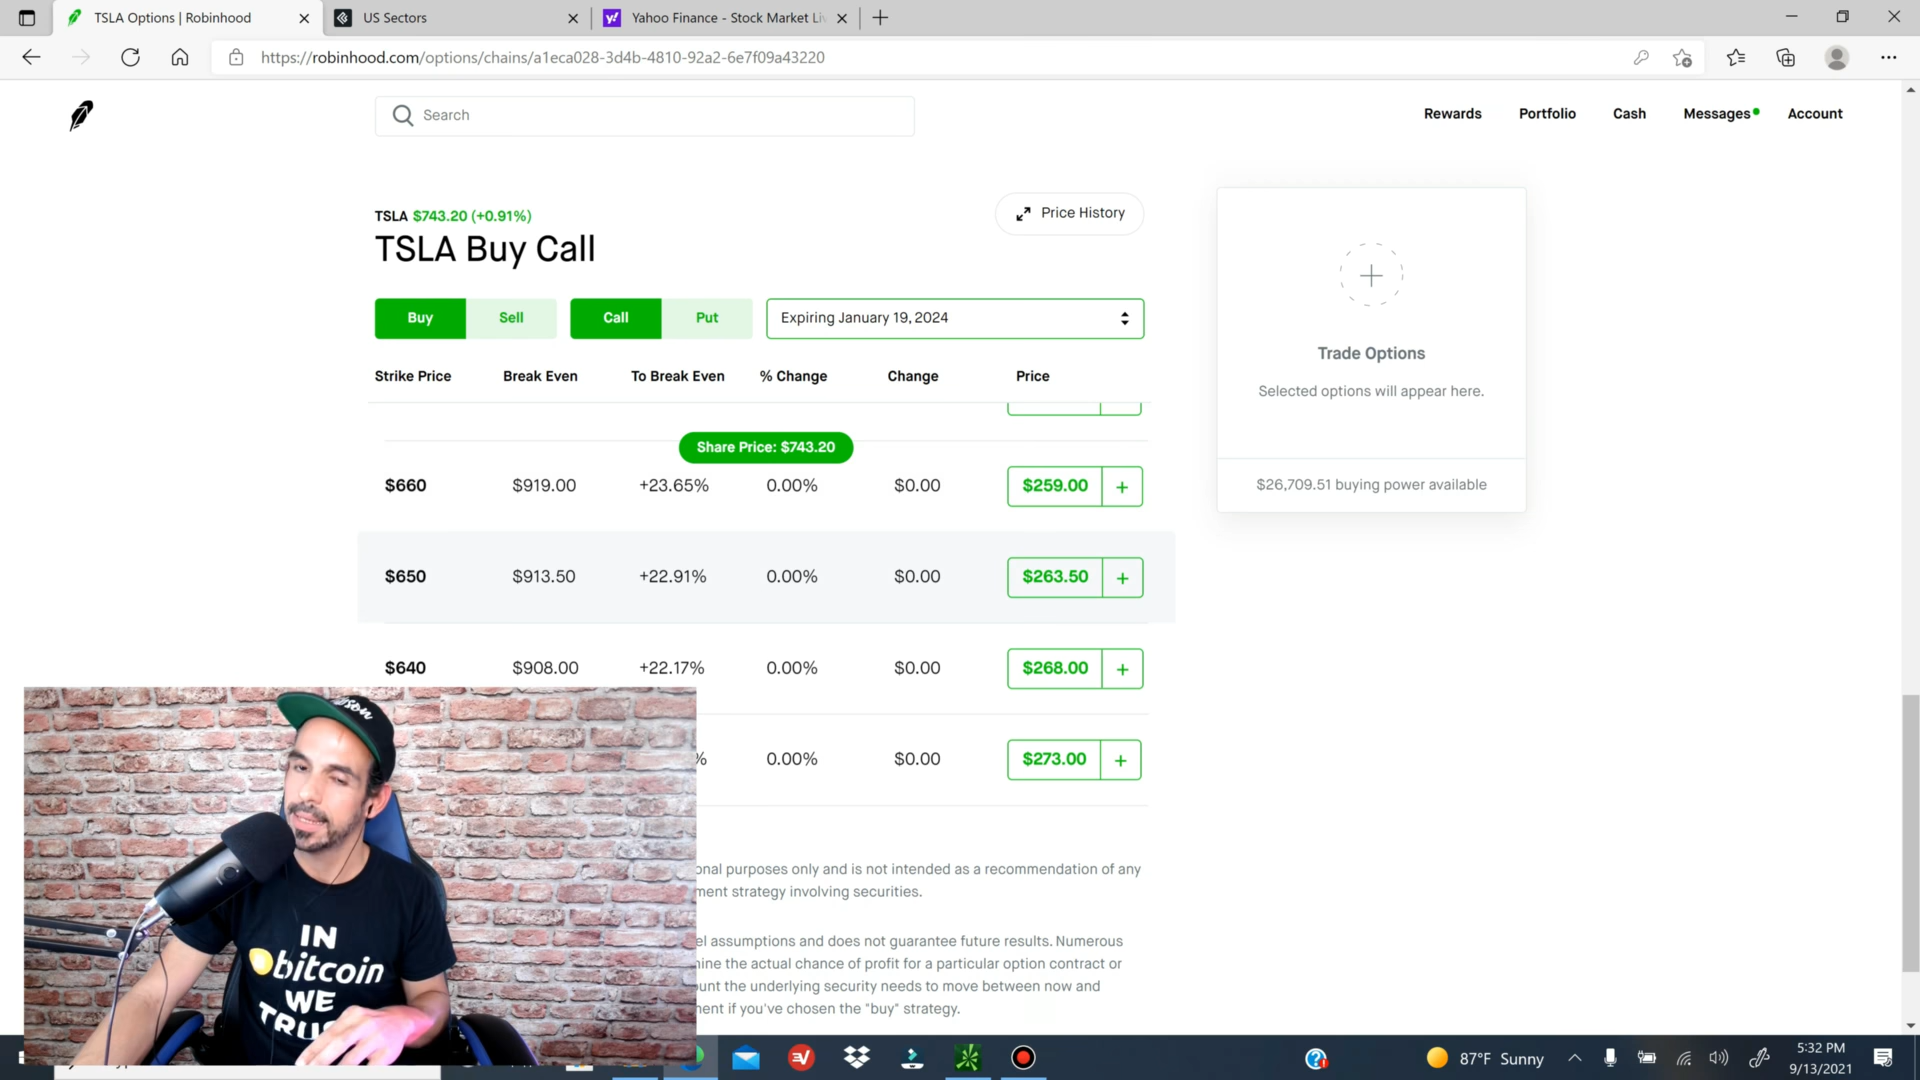 TSLA Options | Robinhood
US Sectors
Yahoo Finance - Stock Market Li
https://robinhood.com/options/chains/a1eca028-3d4b-4810-92a2-6e7f09a43220
Search
Rewards
Portfolio
Cash
Messages
Account
TSLA $743.20 (+0.91%)
TSLA Buy Call
Price History
Buy
Sell
Call
Put
Expiring January 19, 2024
Strike Price Break Even To Break Even % Change Change Price
Share Price: $743.20
$660 $919.00 +23.65% 0.00% $0.00 $259.00 +
$650 $913.50 +22.91% 0.00% $0.00 $263.50 +
$640 $908.00 +22.17% 0.00% $0.00 $268.00 +
% 0.00% $0.00 $273.00 +
Trade Options
Selected options will appear here.
$26,709.51 buying power available
onal purposes only and is not intended as a recommendation of any
ment strategy involving securities.
el assumptions and does not guarantee future results. Numerous
nine the actual chance of profit for a particular option contract or
unt the underlying security needs to move between now and
ment if you've chosen the "buy" strategy.
IN
bitcoin
WE
TRUS
87°F Sunny
5:32 PM
9/13/2021